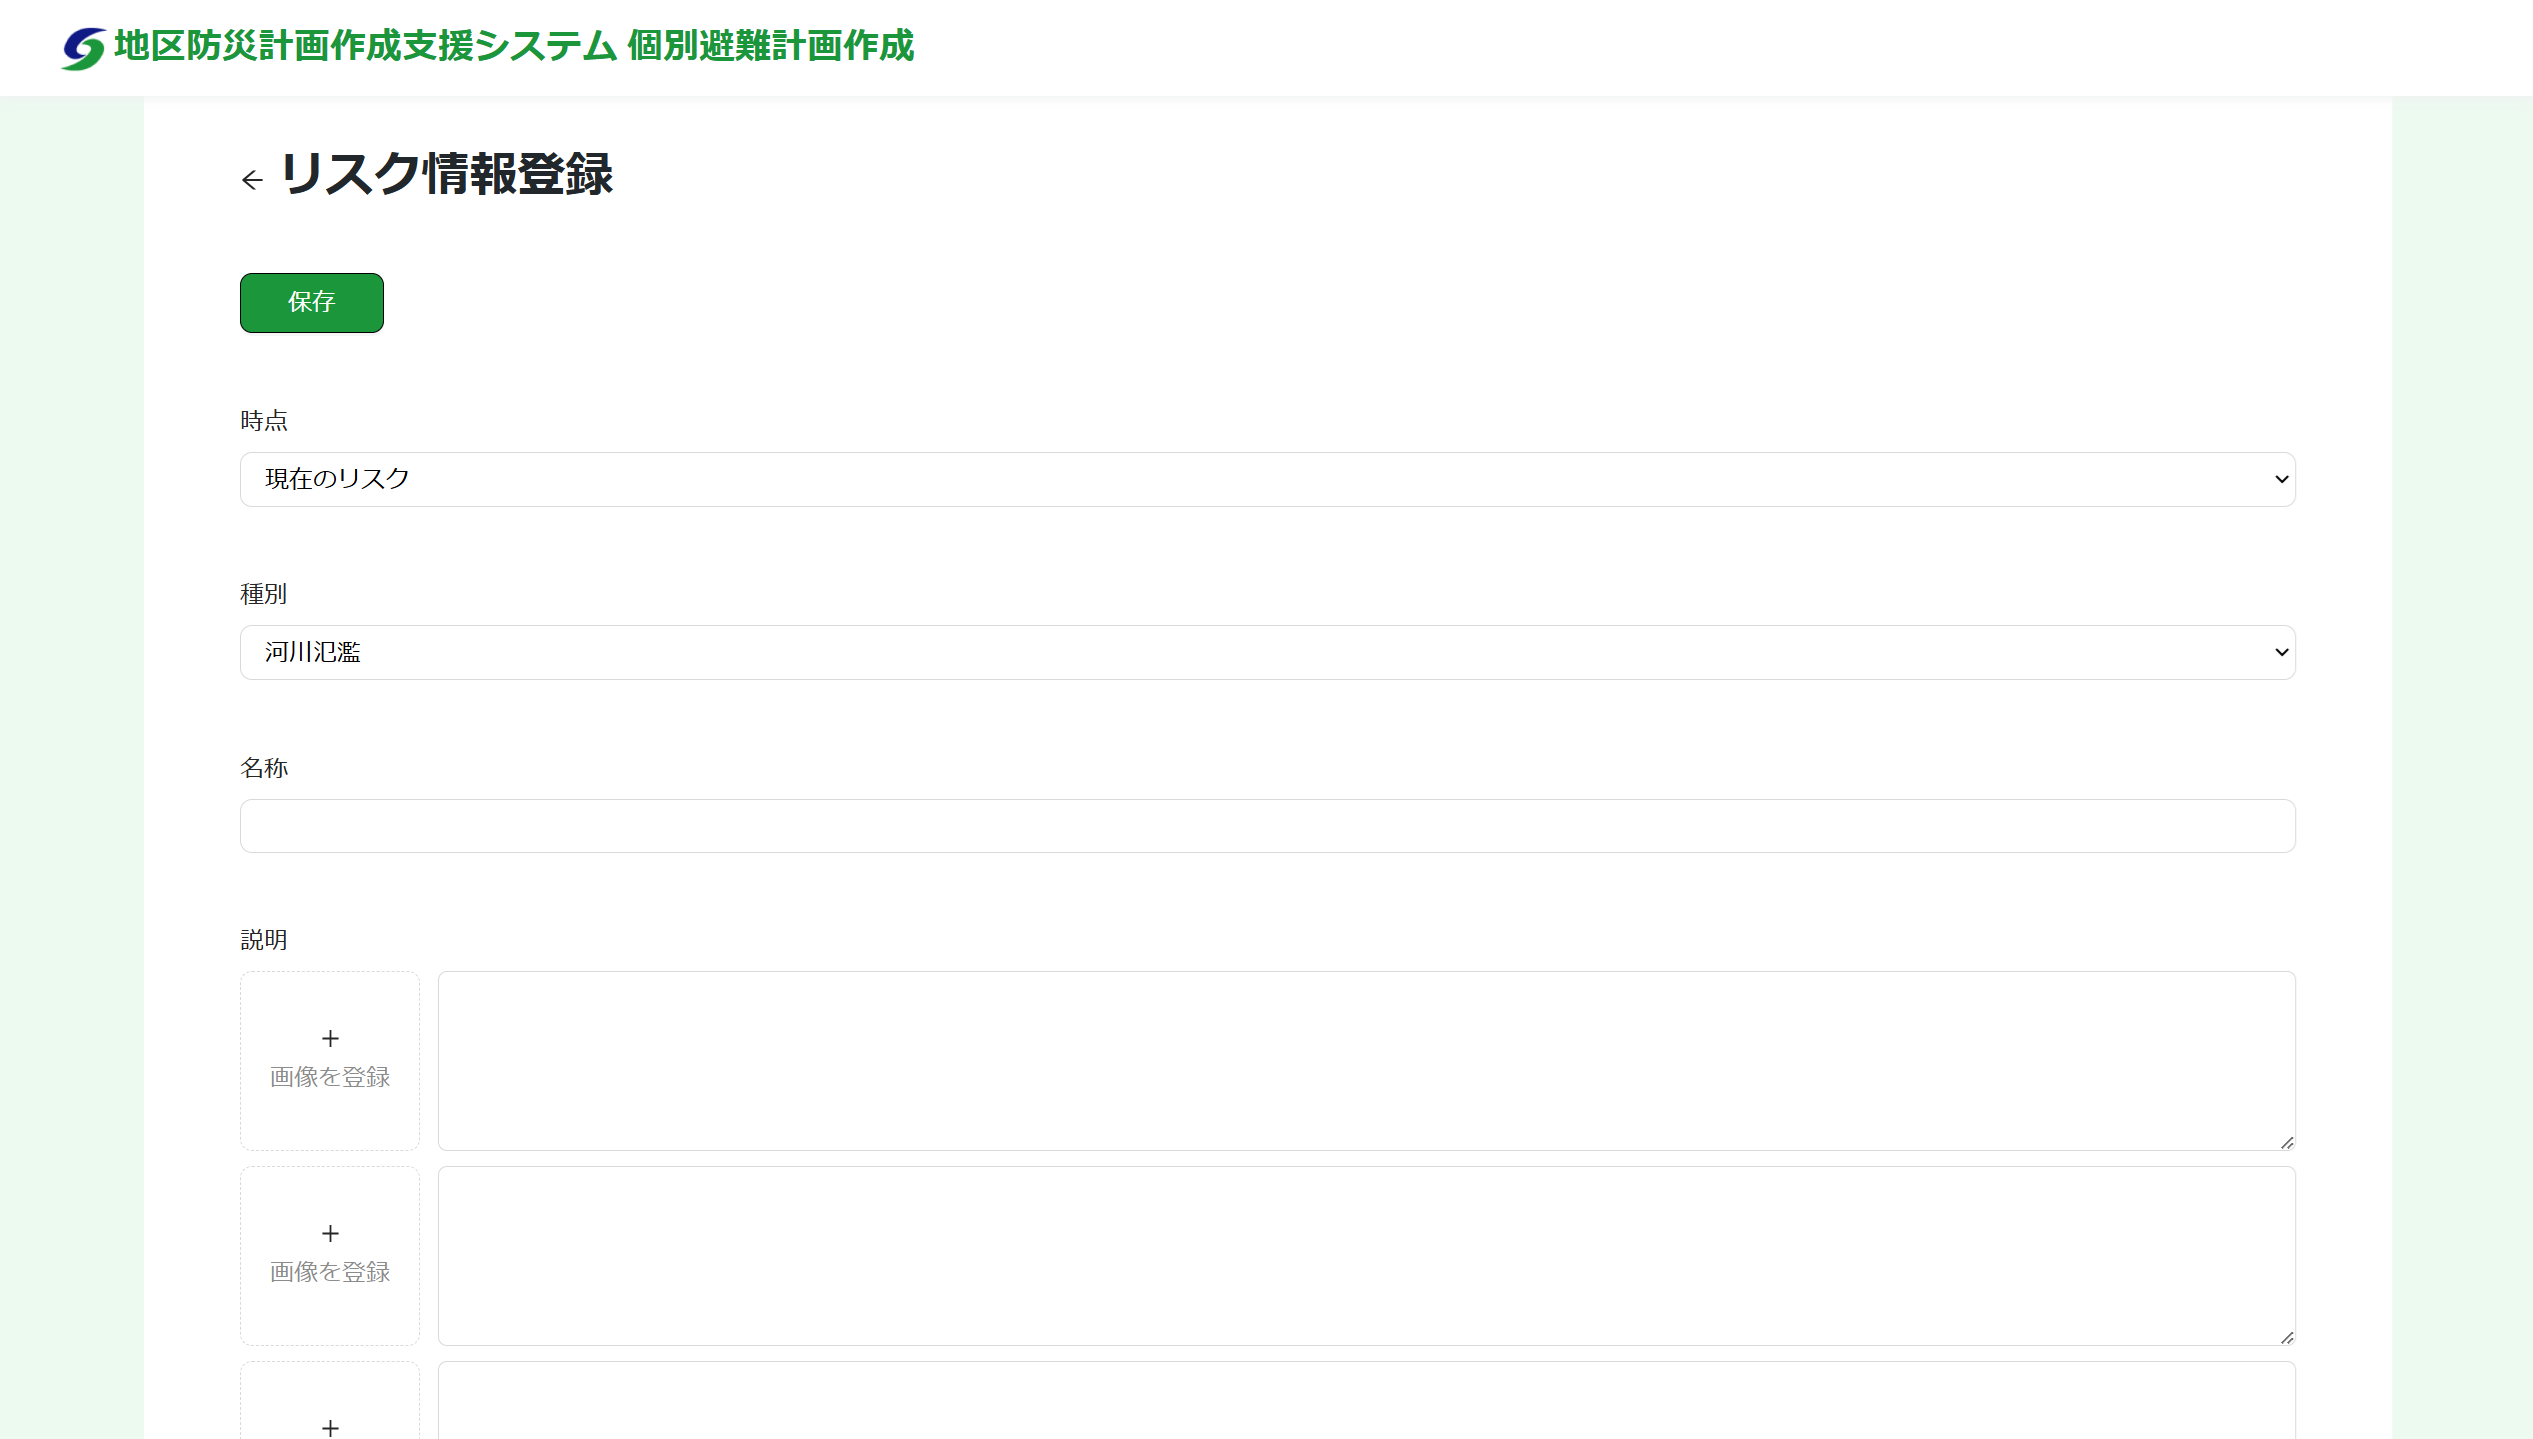 地区防災計画作成支援システム 個別避難計画作成
← リスク情報登録
保存
時点
現在のリスク
種別
河川氾濫
名称
説明
+
画像を登録
+
画像を登録
+